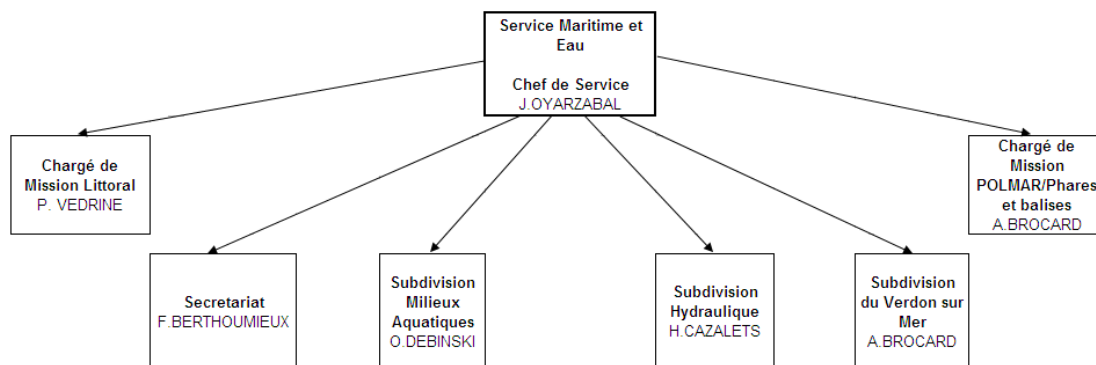 Service Maritime et
Eau
Chef de Service
J.OYARZABAL
Chargé de
Mission Littoral
P. VEDRINE
Chargé de
Mission
POLMAR/Phares
et balises
A.BROCARD
Secretariat
F.BERTHOUMIEUX
Subdivision
Milieux
Aquatiques
O.DEBINSKI
Subdivision
Hydraulique
H.CAZALETS
Subdivision
du Verdon sur
Mer
A.BROCARD